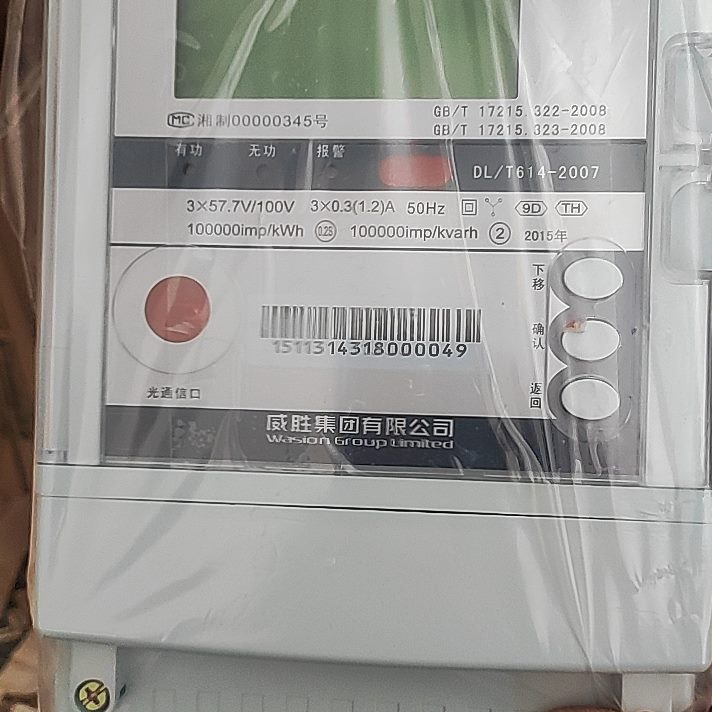 MC 湘制00000345号
GB/T 17215.322-2008
GB/T 17215.323-2008
有功 无功 报警
DL/T614-2007
3×57.7V/100V 3×0.3(1.2)A 50Hz 9D TH
100000imp/kWh 0.2S 100000imp/kvarh 2 2015年
下移
1511314318000049
确认
光通信口
返回
威胜集团有限公司
Wasion Group Limited